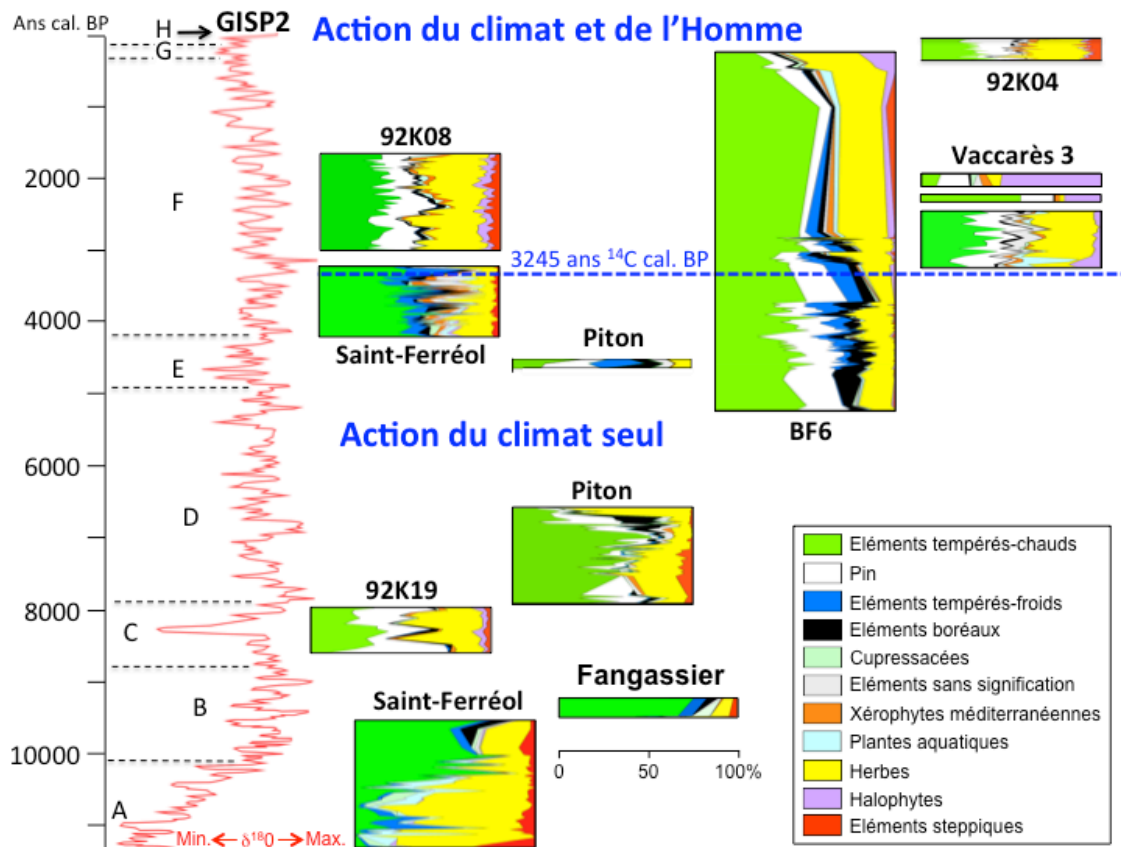 Ans cal. BP
H
GISP2
Action du climat et de l'Homme
G
92K04
92K08
Vaccarès 3
2000
F
3245 ans ¹⁴C cal. BP
4000
Saint-Ferréol
Piton
E
BF6
Action du climat seul
6000
Piton
D
Eléments tempérés-chauds
Pin
92K19
Eléments tempérés-froids
8000
C
Eléments boréaux
Cupressacées
Fangassier
Eléments sans signification
Saint-Ferréol
B
Xérophytes méditerranéennes
Plantes aquatiques
10000
0 50 100%
Herbes
Halophytes
A
Eléments steppiques
Min. ← δ¹⁸0 → Max.